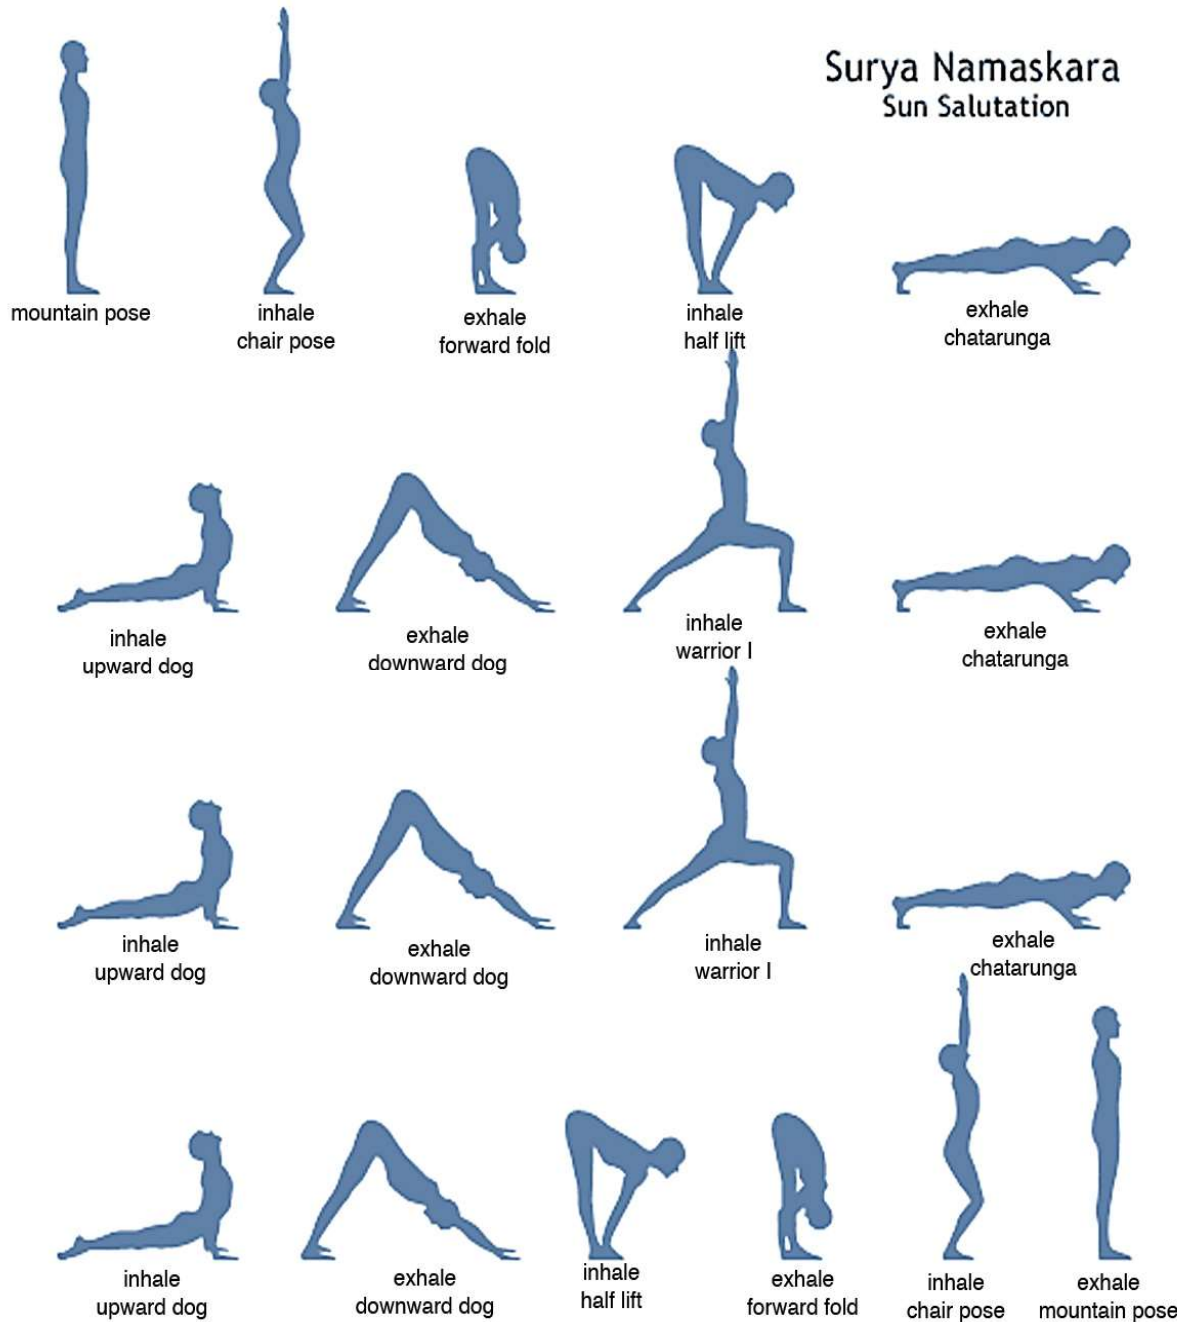 Surya Namaskara
Sun Salutation
mountain pose
inhale
chair pose
exhale
forward fold
inhale
half lift
exhale
chatarunga
inhale
upward dog
exhale
downward dog
inhale
warrior I
exhale
chatarunga
inhale
upward dog
exhale
downward dog
inhale
warrior I
exhale
chatarunga
inhale
upward dog
exhale
downward dog
inhale
half lift
exhale
forward fold
inhale
chair pose
exhale
mountain pose